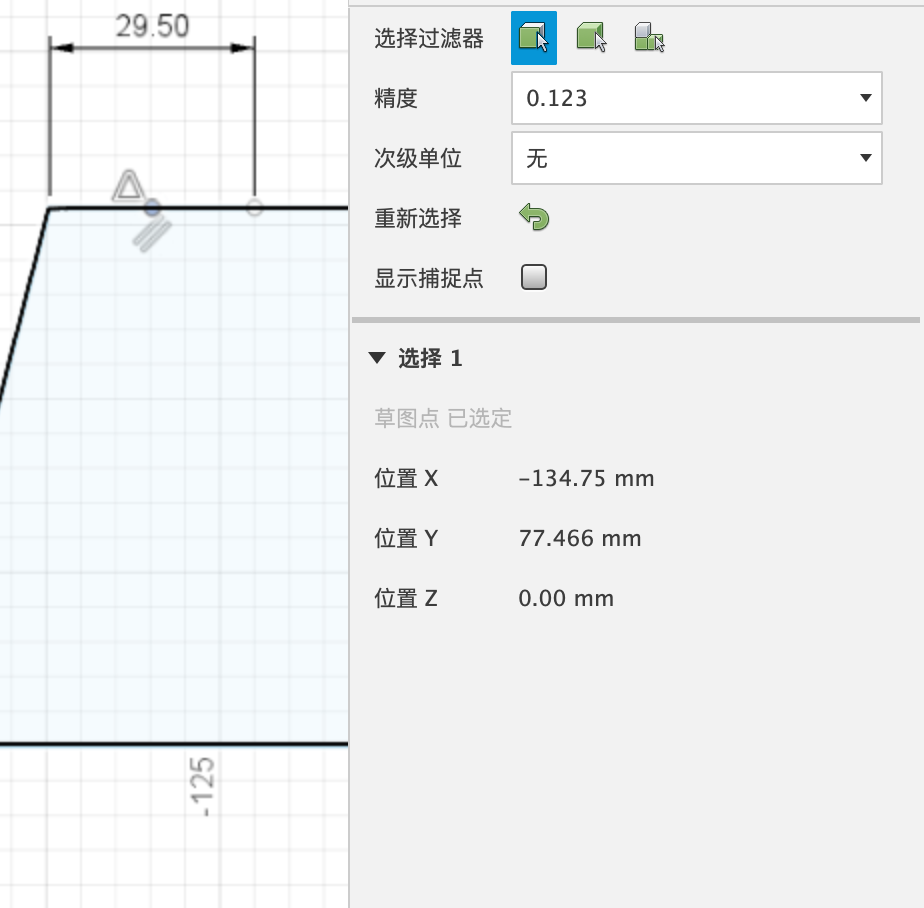 29.50
-125
选择过滤器
精度 0.123
次级单位 无
重新选择
显示捕捉点
选择 1
草图点 已选定
位置 X -134.75 mm
位置 Y 77.466 mm
位置 Z 0.00 mm